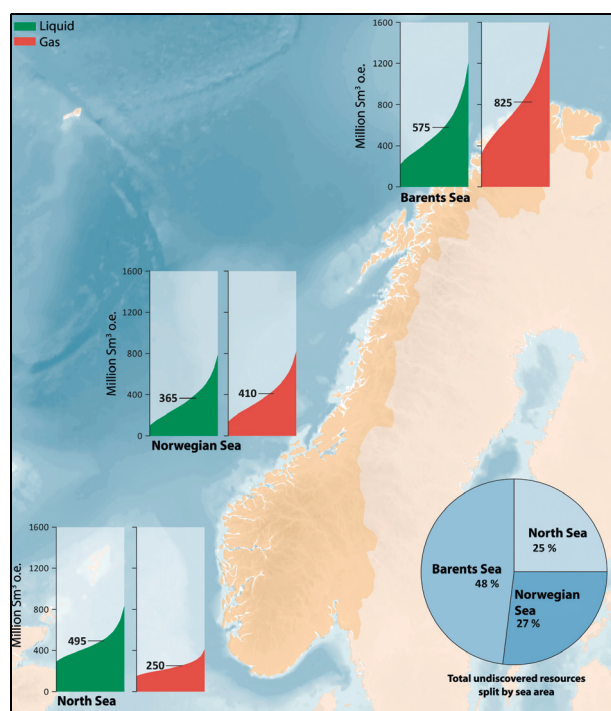 Liquid
Gas
Million Sm³ o.e.
1600
1200
800
400
0
575
825
Barents Sea
Million Sm³ o.e.
1600
1200
800
400
0
365
410
Norwegian Sea
Million Sm³ o.e.
1600
1200
800
400
0
495
250
North Sea
North Sea
25 %
Barents Sea
48 %
Norwegian
Sea
27 %
Total undiscovered resources
split by sea area